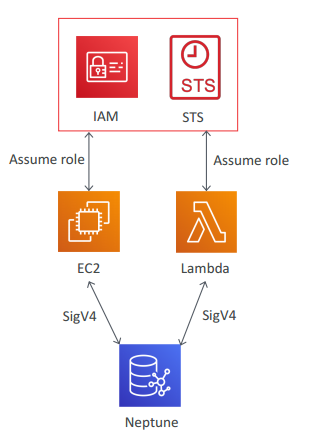 STS
IAM
STS
Assume role
Assume role
EC2
Lambda
SigV4
SigV4
Neptune